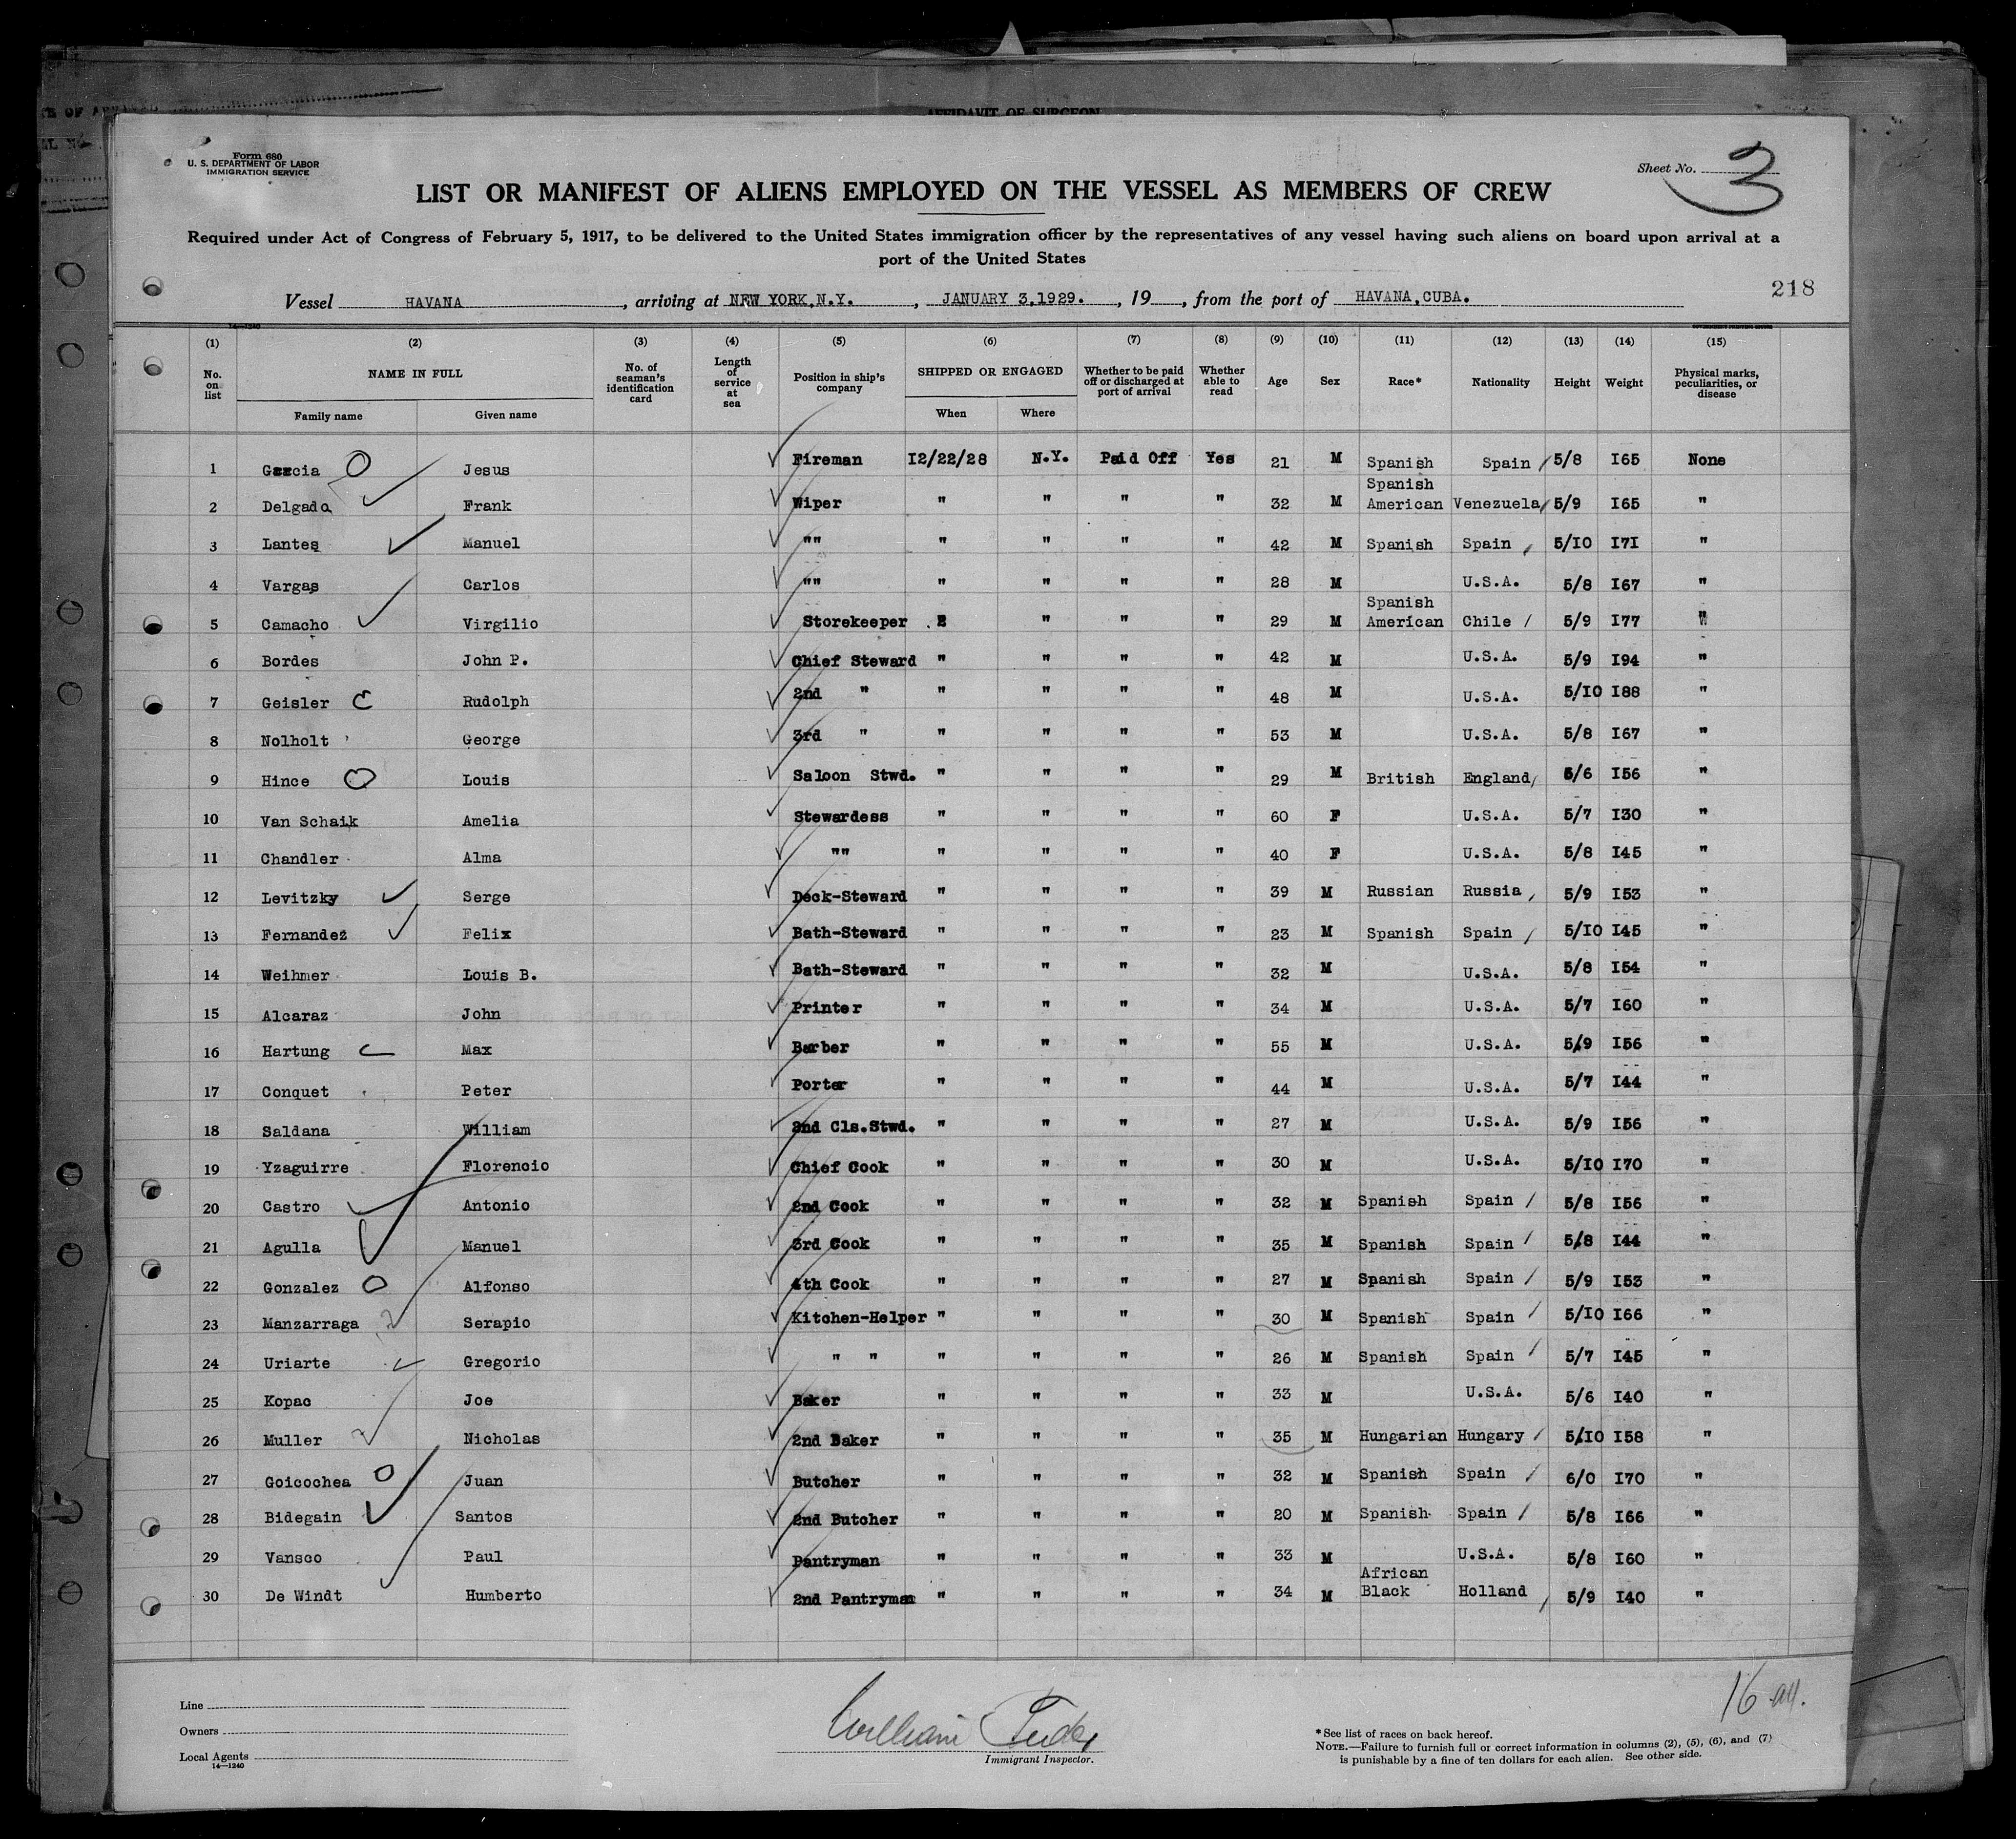 AFFIDAVIT OF SURGEON
Form 680
U. S. DEPARTMENT OF LABOR
IMMIGRATION SERVICE
Sheet No. 3
LIST OR MANIFEST OF ALIENS EMPLOYED ON THE VESSEL AS MEMBERS OF CREW
Required under Act of Congress of February 5, 1917, to be delivered to the United States immigration officer by the representatives of any vessel having such aliens on board upon arrival at a
port of the United States
218
Vessel HAVANA, arriving at NEW YORK,N.Y., JANUARY 3,1929., 19, from the port of HAVANA,CUBA.
14—1240
(1) (2) (3) (4) (5) (6) (7) (8) (9) (10) (11) (12) (13) (14) (15)
No. on list NAME IN FULL No. of seaman's identification card Length of service at sea Position in ship's company SHIPPED OR ENGAGED Whether to be paid off or discharged at port of arrival Whether able to read Age Sex Race* Nationality Height Weight Physical marks, peculiarities, or disease
Family name Given name When Where
1 Garcia Jesus Fireman 12/22/28 N.Y. Paid Off Yes 21 M Spanish Spain 5/8 165 None
2 Delgado Frank Wiper " " " " 32 M Spanish American Venezuela 5/9 165 "
3 Lantes Manuel "" " " " " 42 M Spanish Spain 5/10 171 "
4 Vargas Carlos "" " " " " 28 M U.S.A. 5/8 167 "
5 Camacho Virgilio Storekeeper " " " 29 M Spanish American Chile 5/9 177 "
6 Bordes John P. Chief Steward " " " " 42 M U.S.A. 5/9 194 "
7 Geisler Rudolph 2nd " " " " " 48 M U.S.A. 5/10 188 "
8 Nolholt George 3rd " " " " " 53 M U.S.A. 5/8 167 "
9 Hince Louis Saloon Stwd. " " " " 29 M British England 5/6 156 "
10 Van Schaik Amelia Stewardess " " " " 60 F U.S.A. 5/7 130 "
11 Chandler Alma "" " " " " 40 F U.S.A. 5/8 145 "
12 Levitzky Serge Deck-Steward " " " " 39 M Russian Russia 5/9 153 "
13 Fernandez Felix Bath-Steward " " " " 23 M Spanish Spain 5/10 145 "
14 Weihmer Louis B. Bath-Steward " " " " 32 M U.S.A. 5/8 154 "
15 Alcaraz John Printer " " " " 34 M U.S.A. 5/7 160 "
16 Hartung Max Barber " " " " 55 M U.S.A. 5/9 156 "
17 Conquet Peter Porter " " " " 44 M U.S.A. 5/7 144 "
18 Saldana William 2nd Cls.Stwd. " " " " 27 M U.S.A. 5/9 156 "
19 Yzaguirre Florencio Chief Cook " " " " 30 M U.S.A. 5/10 170 "
20 Castro Antonio 2nd Cook " " " " 32 M Spanish Spain 5/8 156 "
21 Agulla Manuel 3rd Cook " " " " 35 M Spanish Spain 5/8 144 "
22 Gonzalez Alfonso 4th Cook " " " " 27 M Spanish Spain 5/9 153 "
23 Manzarraga Serapio Kitchen-Helper " " " " 30 M Spanish Spain 5/10 166 "
24 Uriarte Gregorio " " " " " " 26 M Spanish Spain 5/7 145 "
25 Kopac Joe Baker " " " " 33 M U.S.A. 5/6 140 "
26 Muller Nicholas 2nd Baker " " " " 35 M Hungarian Hungary 5/10 158 "
27 Goicochea Juan Butcher " " " " 32 M Spanish Spain 6/0 170 "
28 Bidegain Santos 2nd Butcher " " " " 20 M Spanish Spain 5/8 166 "
29 Vansco Paul Pantryman " " " " 33 M U.S.A. 5/8 160 "
30 De Windt Humberto 2nd Pantryman " " " " 34 M African Black Holland 5/9 140 "
16 all.
Line
Owners
Local Agents
14—1240
William
Immigrant Inspector.
*See list of races on back hereof.
NOTE.—Failure to furnish full or correct information in columns (2), (5), (6), and (7)
is punishable by a fine of ten dollars for each alien. See other side.